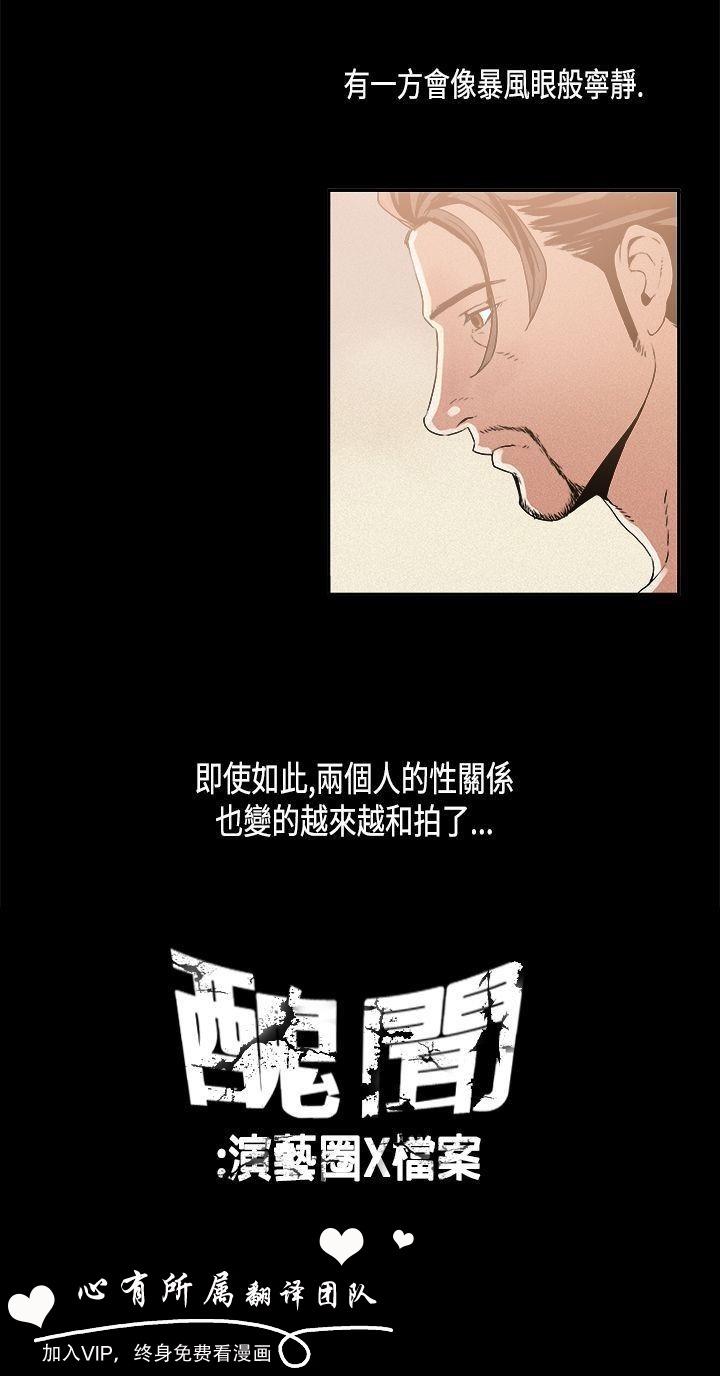 有一方會像暴風眼般寧靜.
即使如此,兩個人的性關係
也變的越來越和拍了...
醜聞
:演藝圈X檔案
心有所属翻译团队
加入VIP，终身免费看漫画